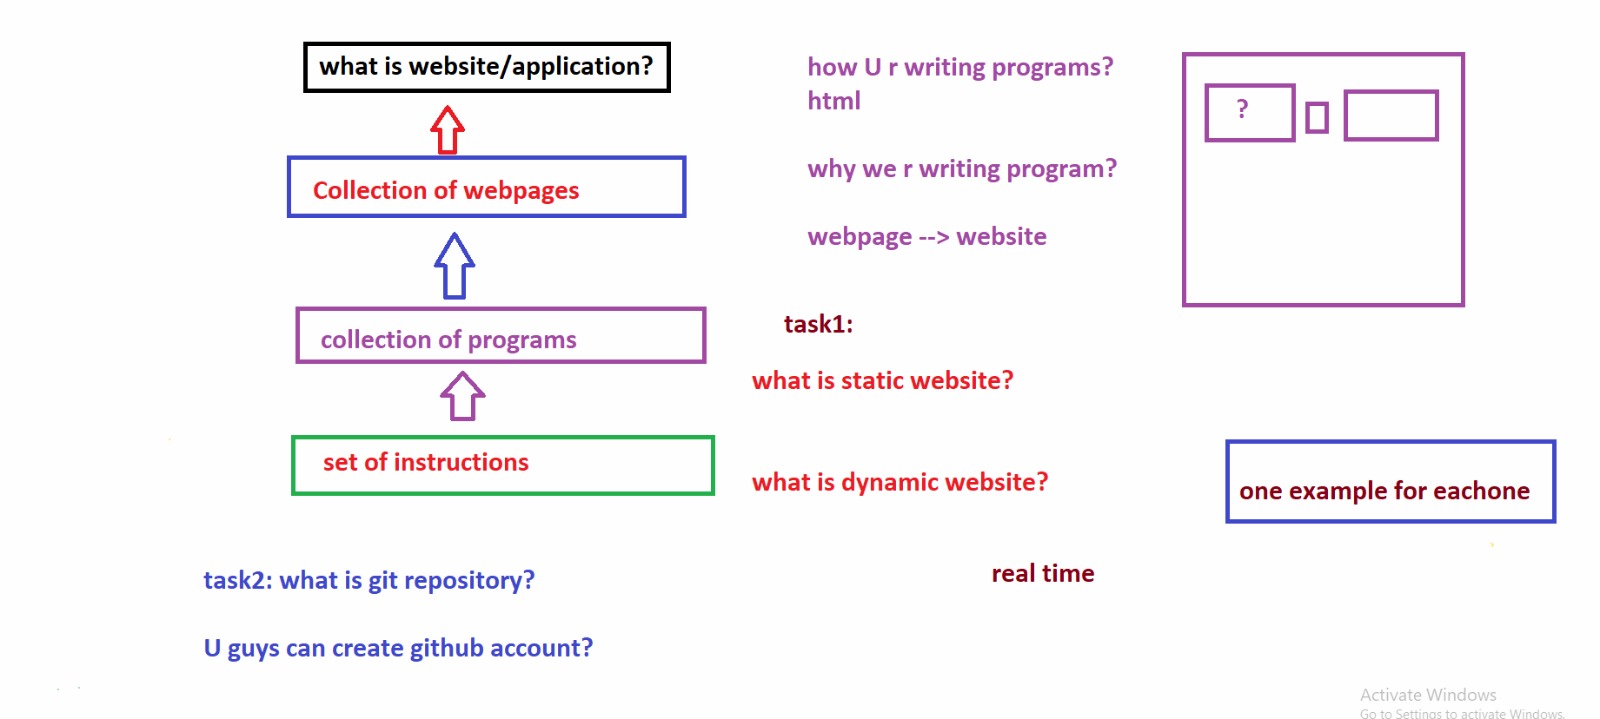 what is website/application?
Collection of webpages
collection of programs
set of instructions
how U r writing programs?
html
why we r writing program?
webpage --> website
?
task1:
what is static website?
what is dynamic website?
one example for eachone
real time
task2: what is git repository?
U guys can create github account?
Activate Windows
Go to Settings to activate Windows.